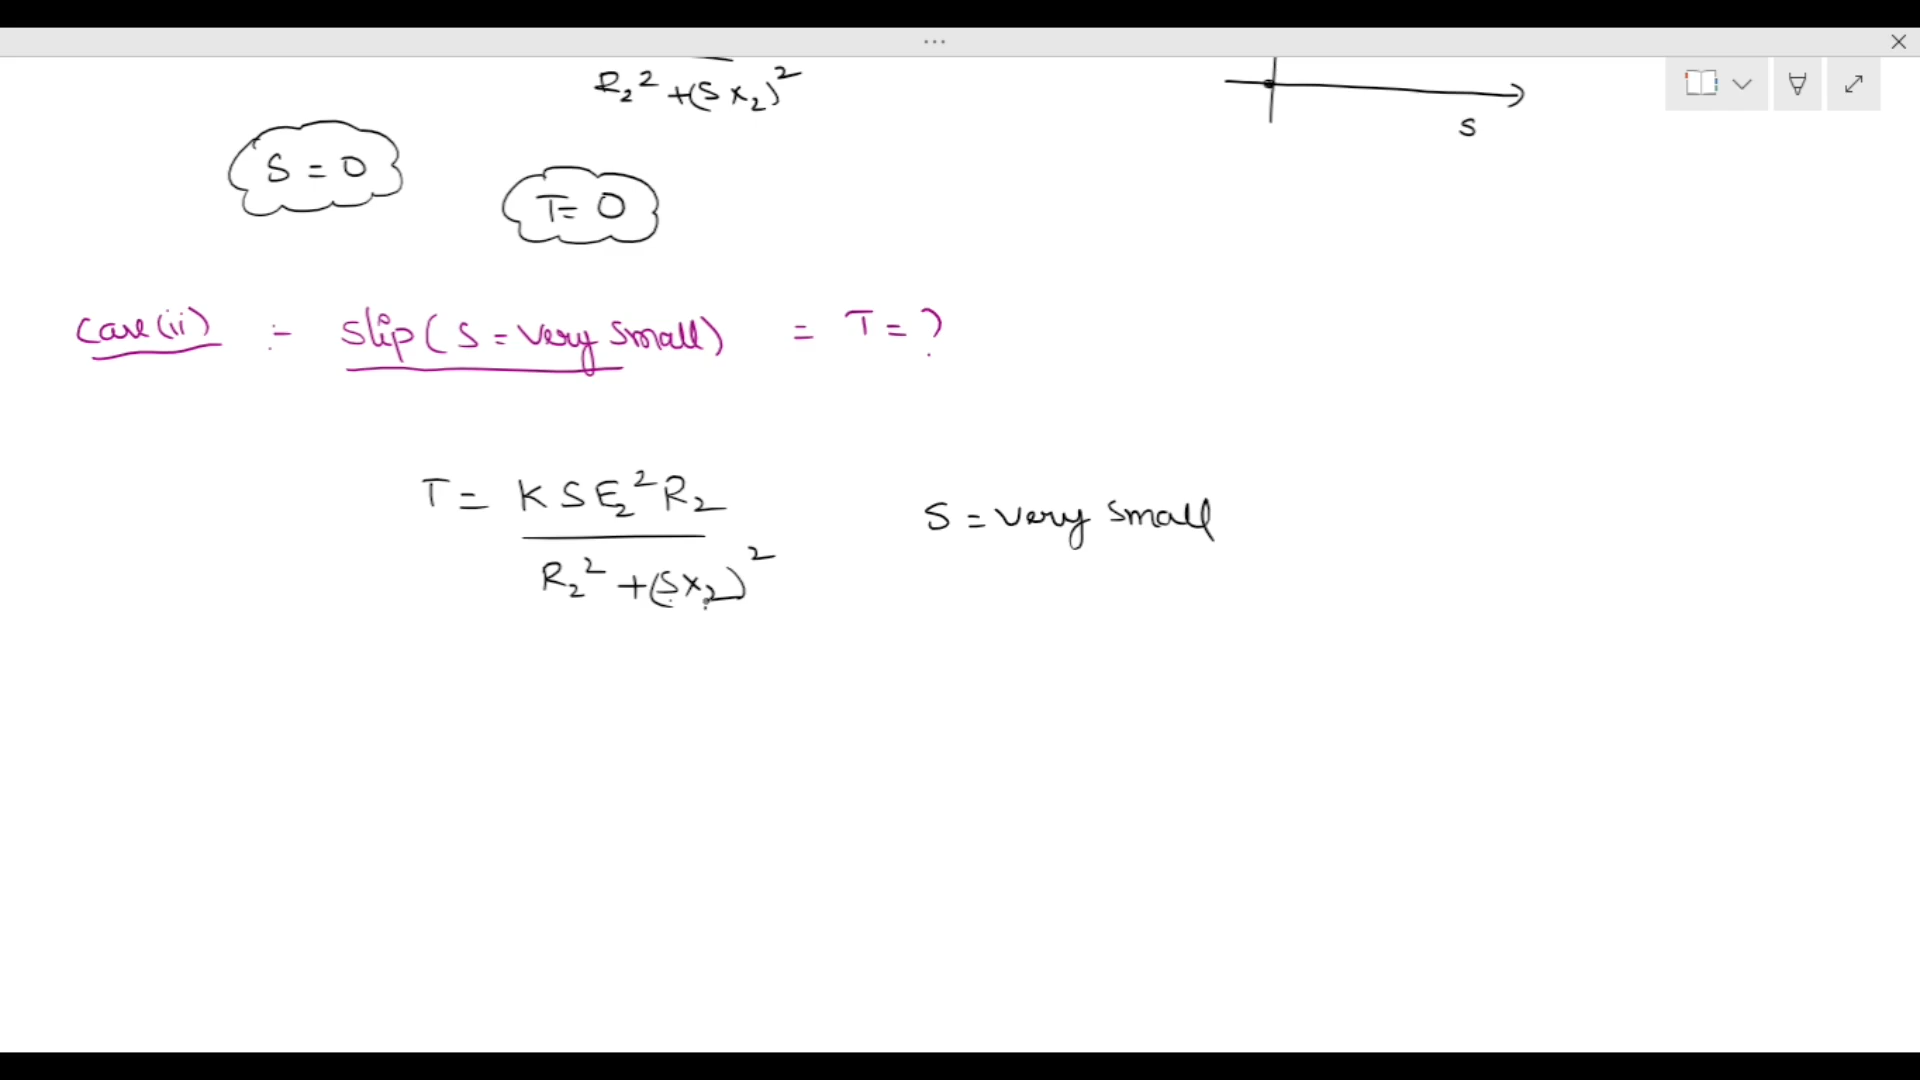 R₂² + (S X₂)²
S
S = 0
T = 0
Case (ii) :- Slip (S = Very Small) = T = ?
T = K S E₂² R₂
S = Very Small
R₂² + (S X₂)²